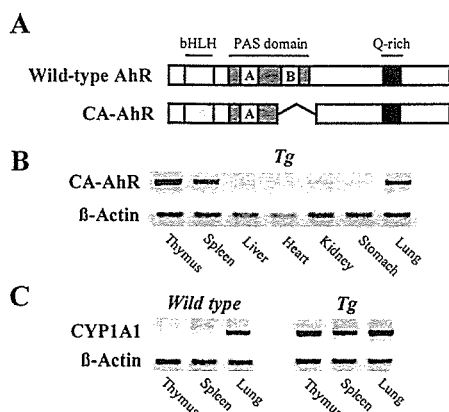 A
bHLH PAS domain Q-rich
Wild-type AhR A B
CA-AhR A
B
Tg
CA-AhR
ß-Actin
Thymus Spleen Liver Heart Kidney Stomach Lung
C
Wild type Tg
CYP1A1
ß-Actin
Thymus Spleen Lung Thymus Spleen Lung